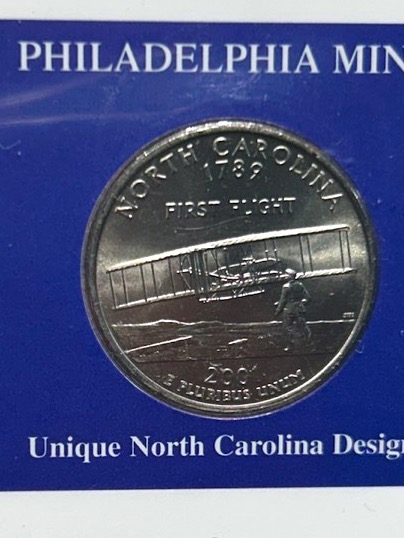 PHILADELPHIA MIN
NORTH CAROLINA
1789
FIRST FLIGHT
2001
E PLURIBUS UNUM
Unique North Carolina Desig